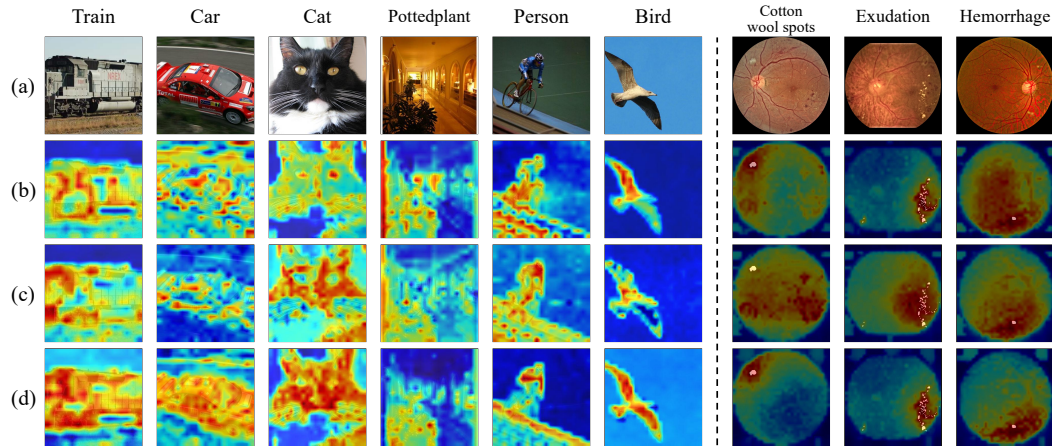 Train Car Cat Pottedplant Person Bird Cotton wool spots Exudation Hemorrhage
(a)
(b)
(c)
(d)